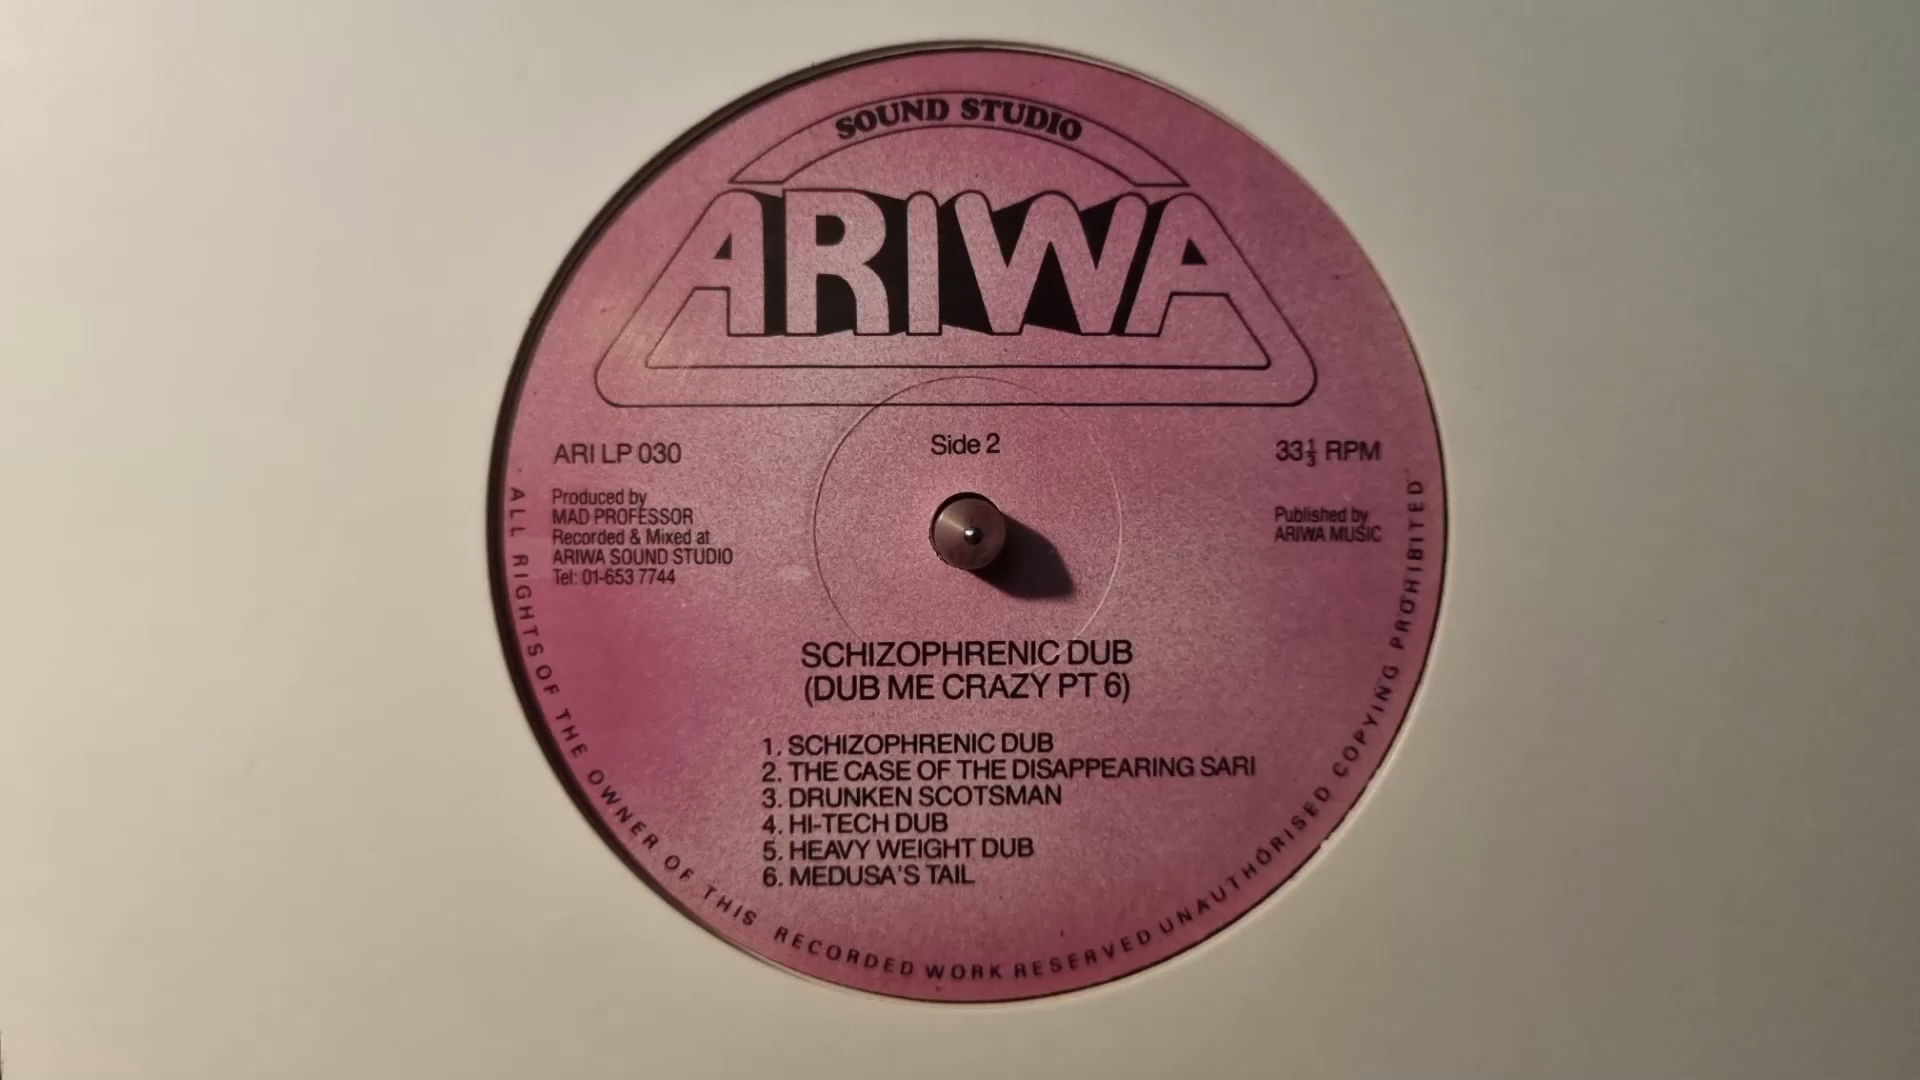 SOUND STUDIO
ARIWA
ARI LP 030
Side 2
33⅓ RPM
Produced by
MAD PROFESSOR
Recorded & Mixed at
ARIWA SOUND STUDIO
Tel: 01-653 7744
Published by
ARIWA MUSIC
SCHIZOPHRENIC DUB
(DUB ME CRAZY PT 6)
1. SCHIZOPHRENIC DUB
2. THE CASE OF THE DISAPPEARING SARI
3. DRUNKEN SCOTSMAN
4. HI-TECH DUB
5. HEAVY WEIGHT DUB
6. MEDUSA'S TAIL
ALL RIGHTS OF THE OWNER OF THIS RECORDED WORK RESERVED UNAUTHORISED COPYING PROHIBITED